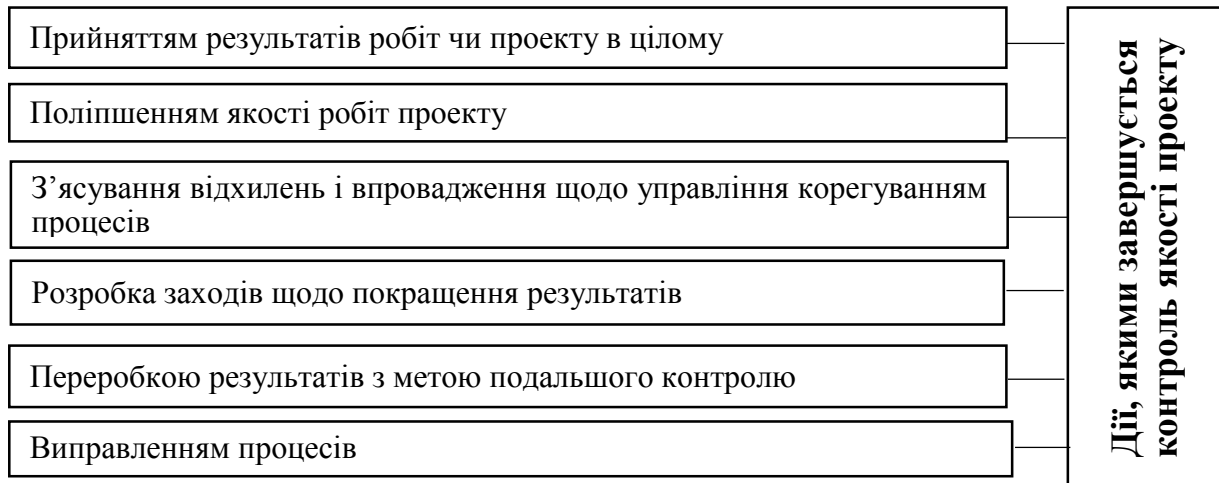 Прийняттям результатів робіт чи проекту в цілому
Поліпшенням якості робіт проекту
З’ясування відхилень і впровадження щодо управління корегуванням
процесів
Розробка заходів щодо покращення результатів
Переробкою результатів з метою подальшого контролю
Виправленням процесів
Дії, якими завершується
контроль якості проекту